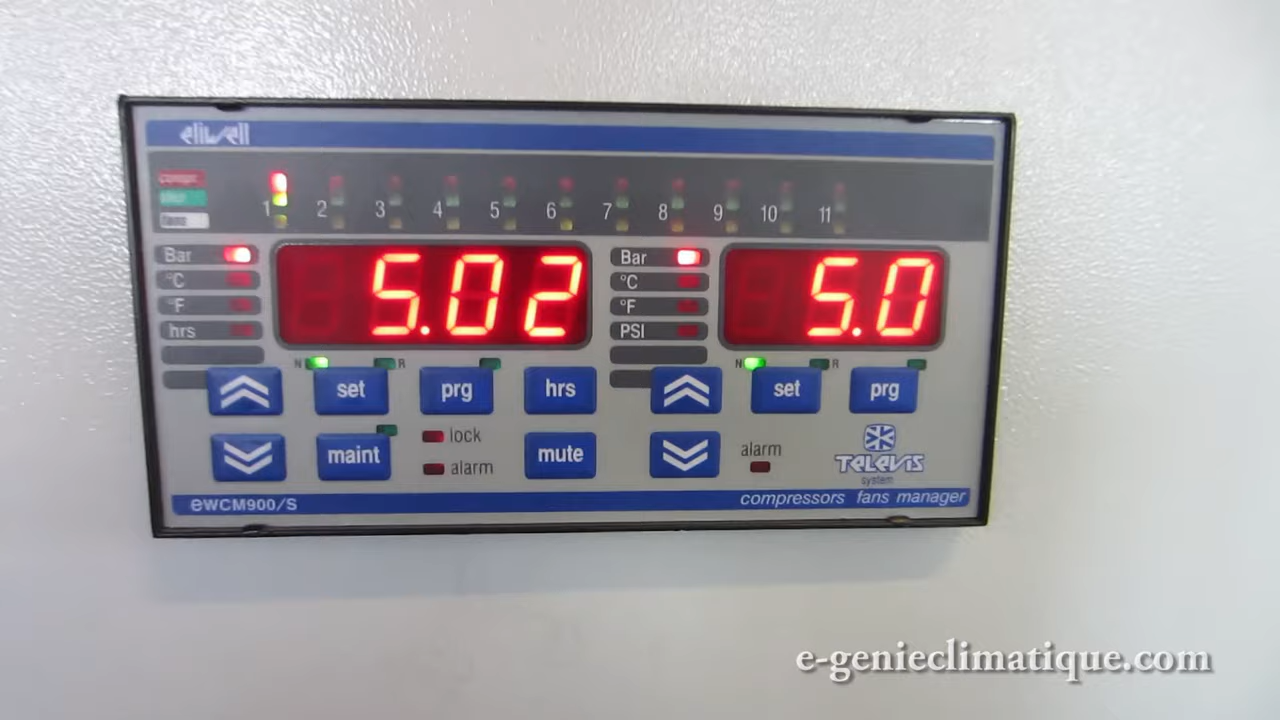 eliwell
compr.
fans
1 2 3 4 5 6 7 8 9 10 11
Bar
°C
°F
hrs
5.02
Bar
°C
°F
PSI
5.0
N R
N R
set prg hrs
set prg
maint
lock
alarm
mute
alarm
TELEVIS
system
eWCM900/S
compressors fans manager
e-genieclimatique.com